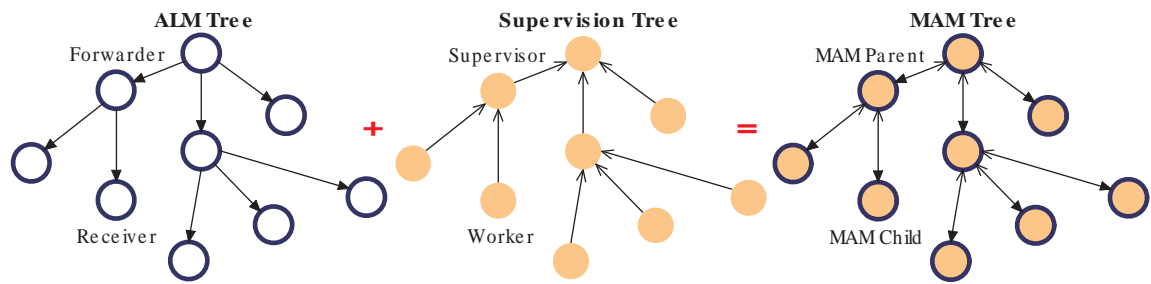 ALM Tree
Forwarder
Receiver
+
Supervision Tree
Supervisor
Worker
=
MAM Tree
MAM Parent
MAM Child